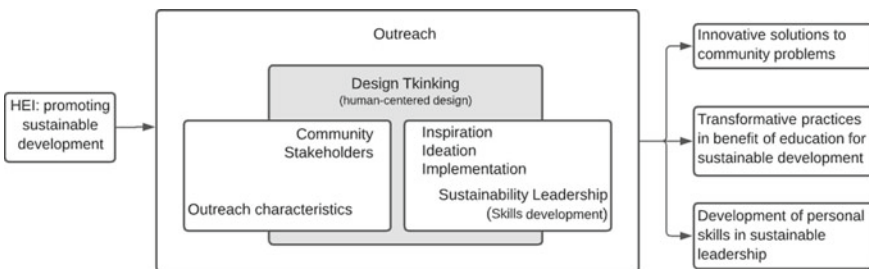 HEI: promoting
sustainable
development
Outreach
Design Tkinking
(human-centered design)
Community
Stakeholders
Outreach characteristics
Inspiration
Ideation
Implementation
Sustainability Leadership
(Skills development)
Innovative solutions to
community problems
Transformative practices
in benefit of education for
sustainable development
Development of personal
skills in sustainable
leadership